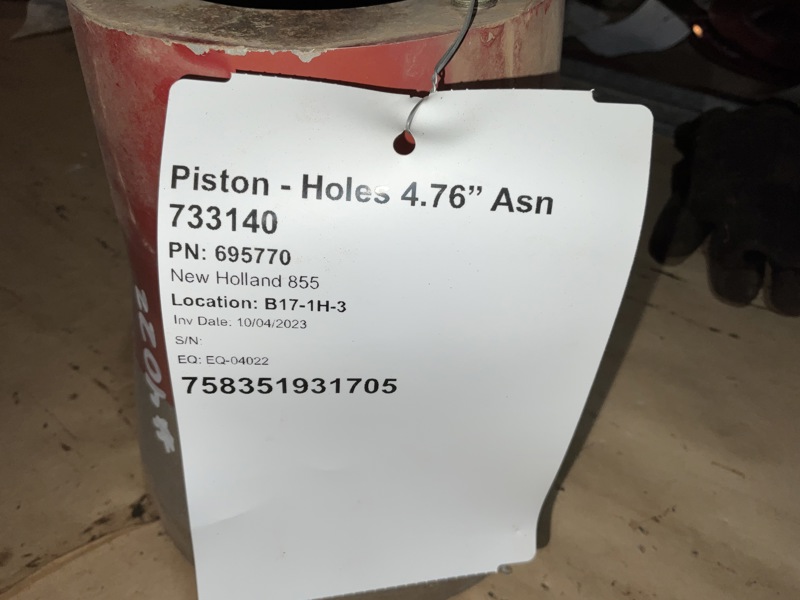 Piston - Holes 4.76” Asn
733140
PN: 695770
New Holland 855
Location: B17-1H-3
Inv Date: 10/04/2023
S/N:
EQ: EQ-04022
758351931705
#4022